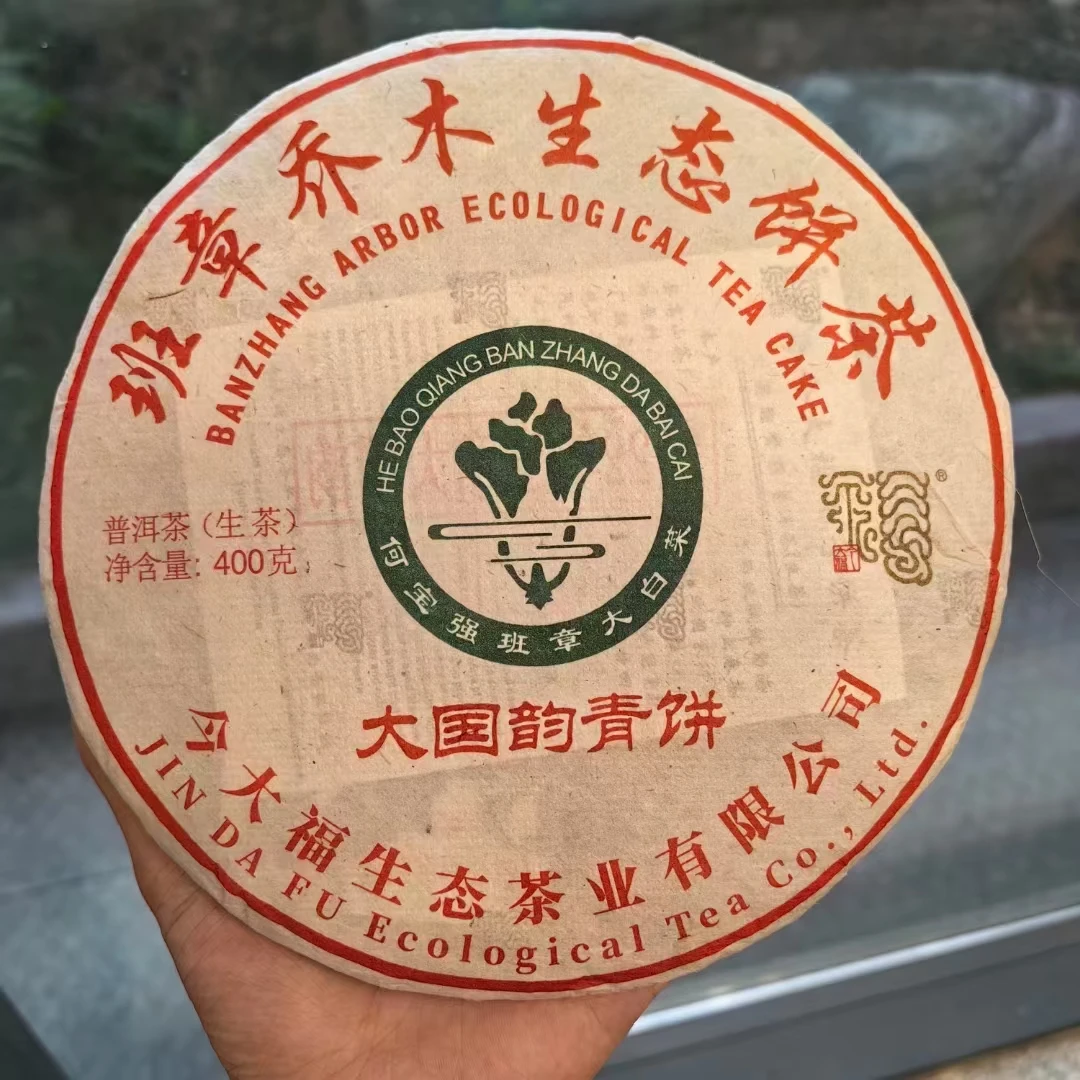 班章乔木生态饼茶
BANZHANG ARBOR ECOLOGICAL TEA CAKE
HE BAO QIANG BAN ZHANG DA BAI CAI
何宝强班章大白菜
普洱茶（生茶）
净含量: 400克
®
大国韵青饼
今大福生态茶业有限公司
JIN DA FU Ecological Tea Co., Ltd.